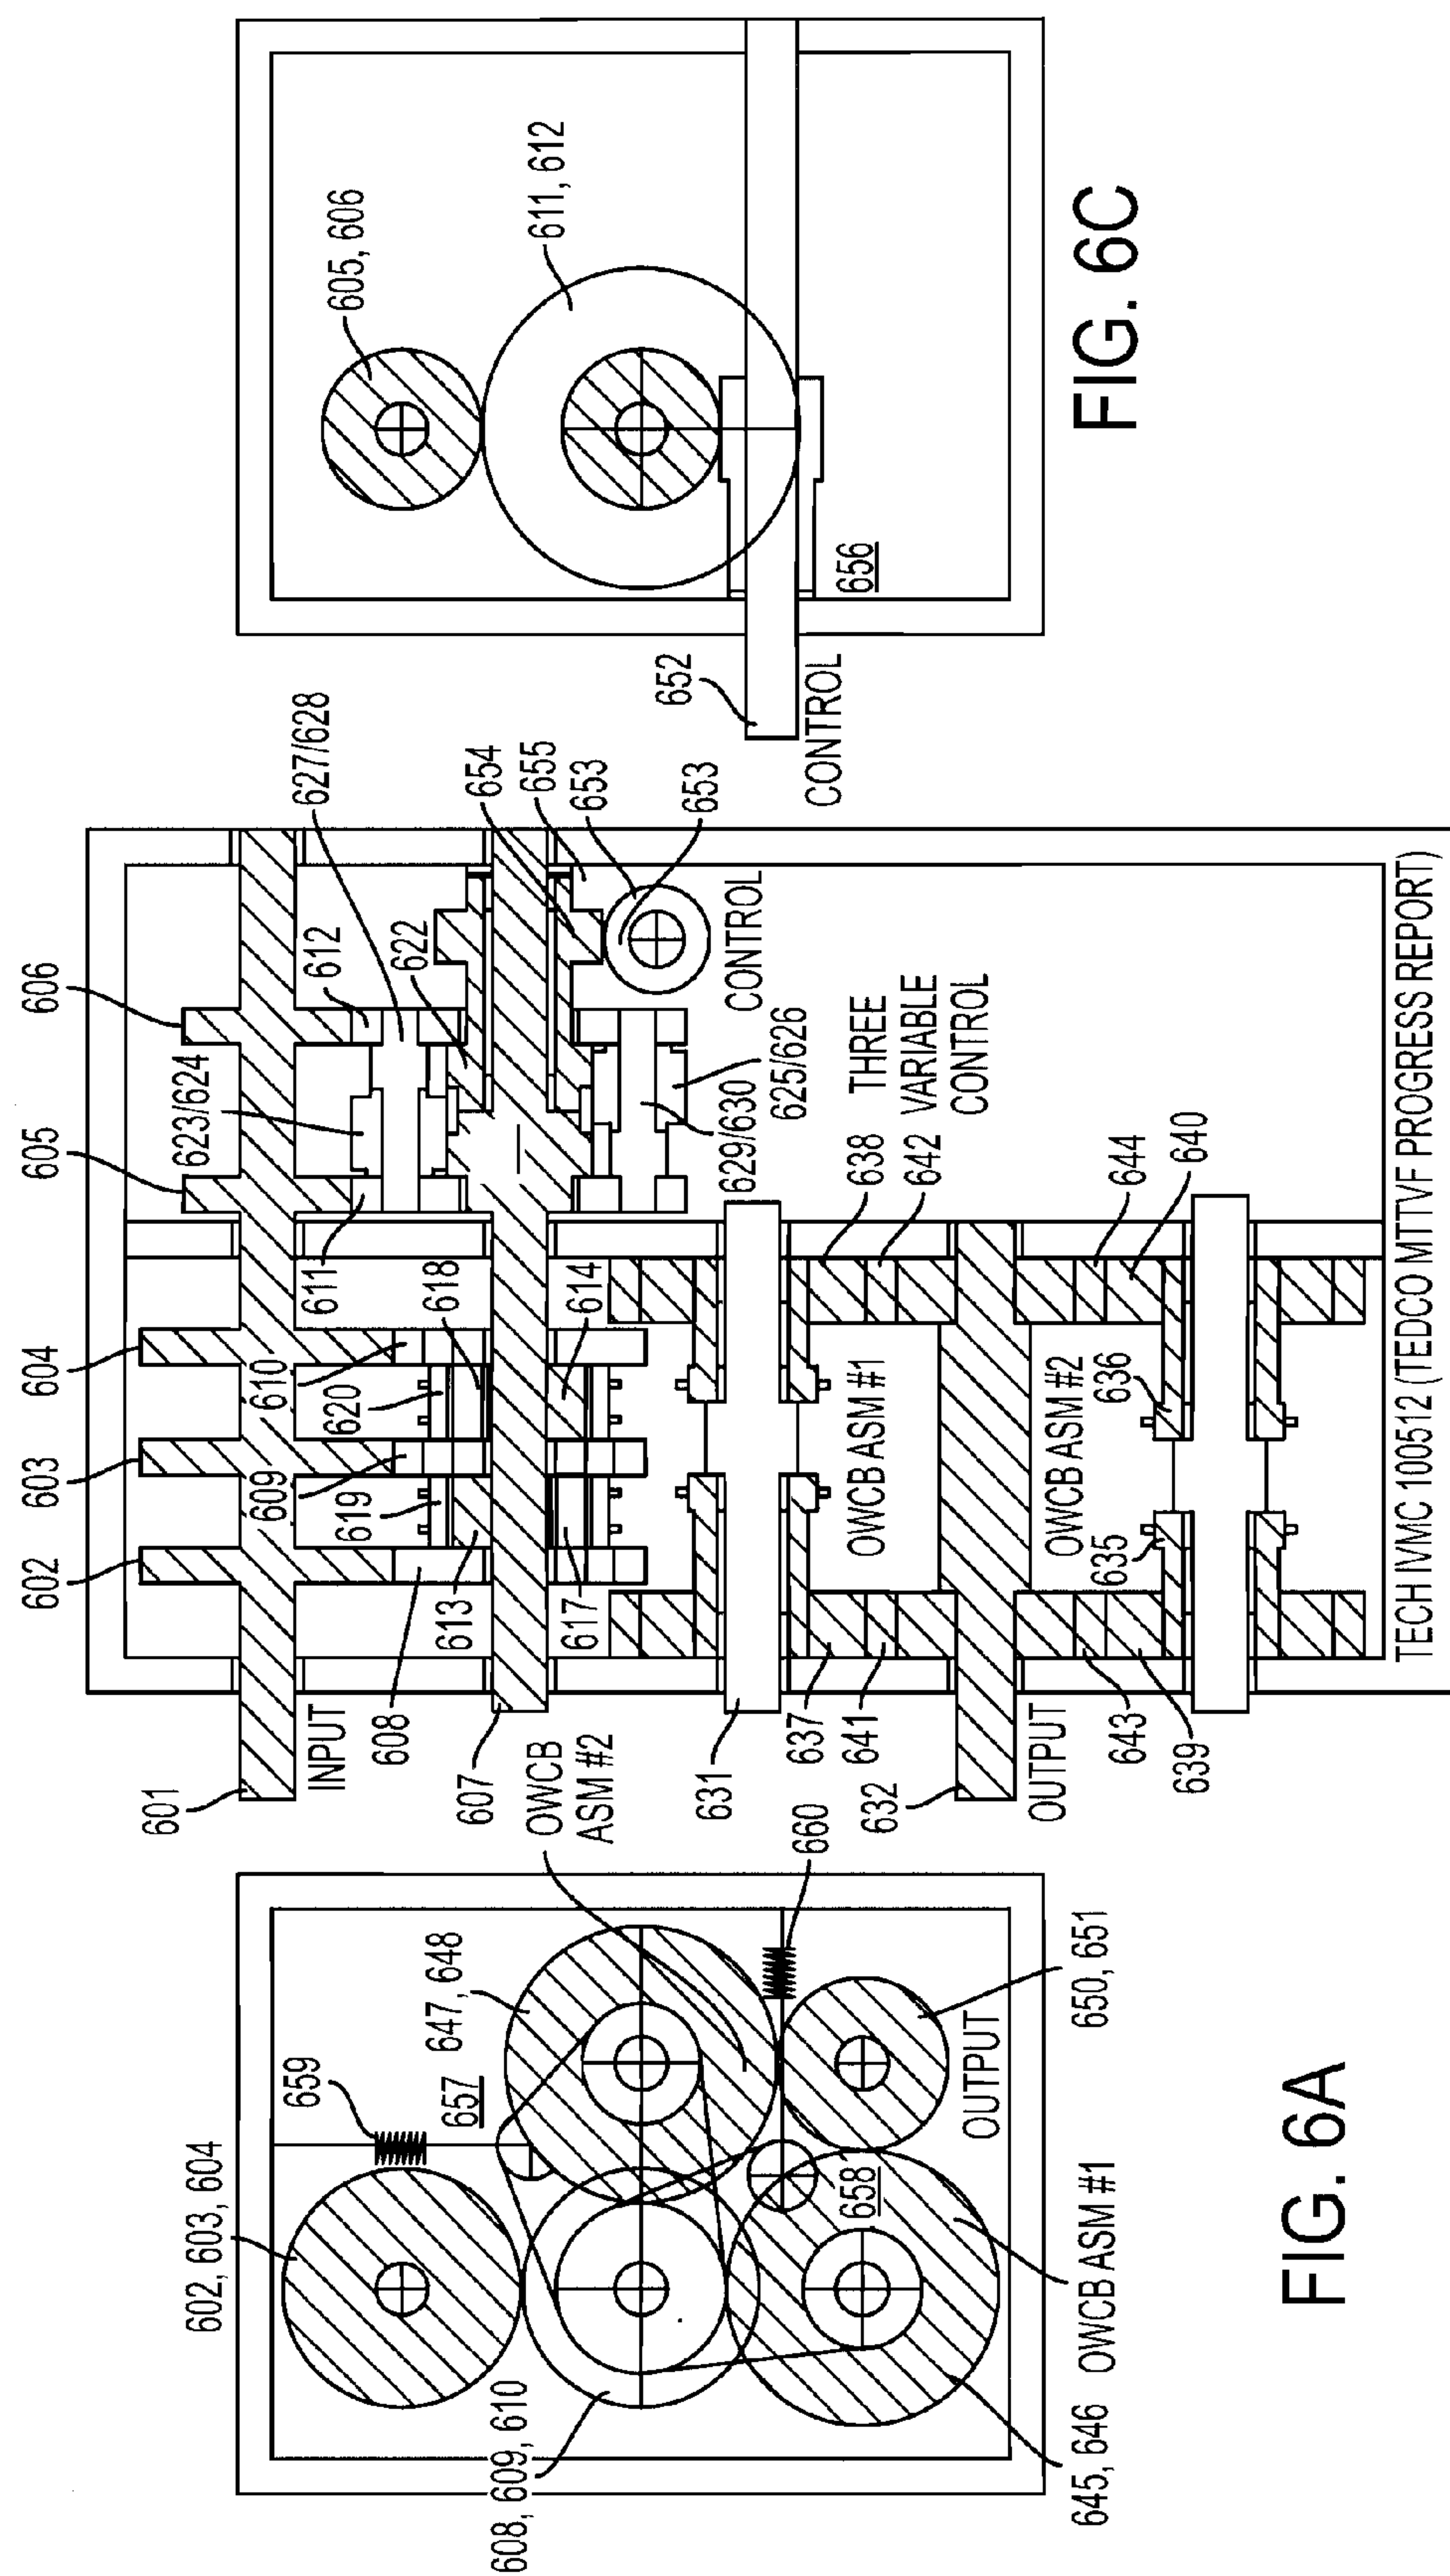 602, 603, 604
659
657
647, 648
OWCB
ASM #2
660
608, 609, 610
658
645, 646
OWCB ASM #1
OUTPUT
650, 651
FIG. 6A
601
INPUT
602
603
604
605
606
608
607
613
619
609
620
610
618
611
623/624
612
622
627/628
654
655
653
653
617
614
629/630
625/626
CONTROL
THREE
VARIABLE
CONTROL
631
637
641
638
642
632
OUTPUT
OWCB ASM #1
OWCB ASM #2
635
636
643
639
644
640
TECH IVMC 100512 (TEDCO MTTVF PROGRESS REPORT)
605, 606
611, 612
652
CONTROL
656
FIG. 6C